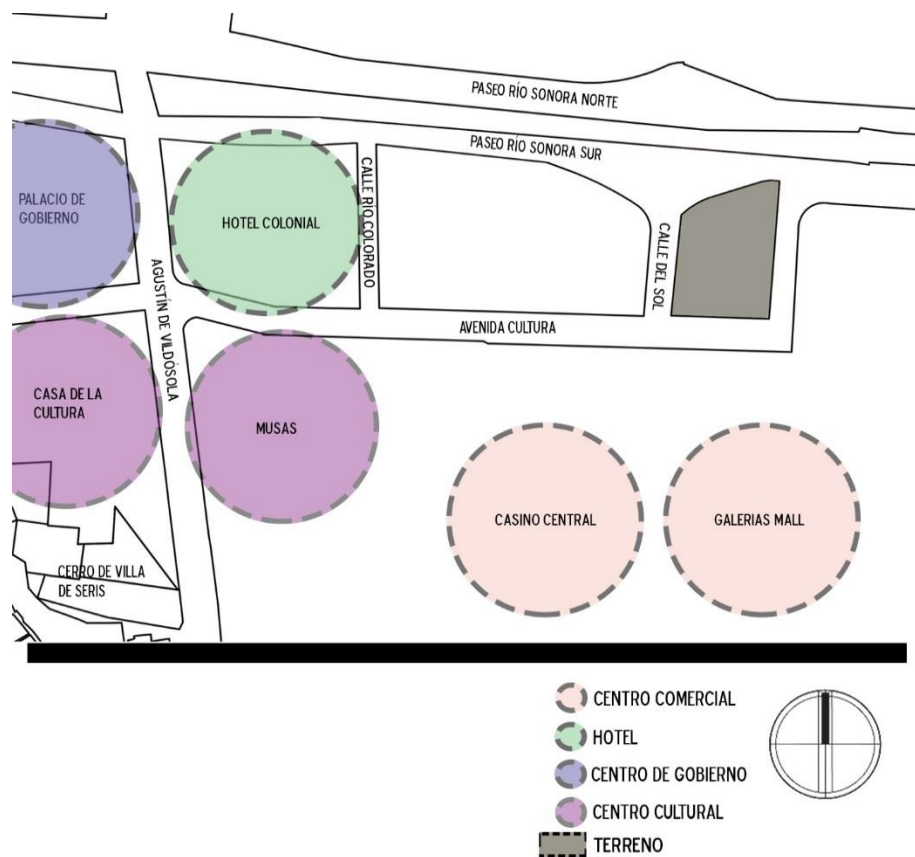 PASEO RÍO SONORA NORTE
PASEO RÍO SONORA SUR
PALACIO DE
GOBIERNO
HOTEL COLONIAL
CALLE RÍO COLORADO
CALLE DEL SOL
AGUSTÍN DE VILDÓSOLA
AVENIDA CULTURA
CASA DE LA
CULTURA
MUSAS
CASINO CENTRAL
GALERIAS MALL
CERRO DE VILLA
DE SERIS
CENTRO COMERCIAL
HOTEL
CENTRO DE GOBIERNO
CENTRO CULTURAL
TERRENO